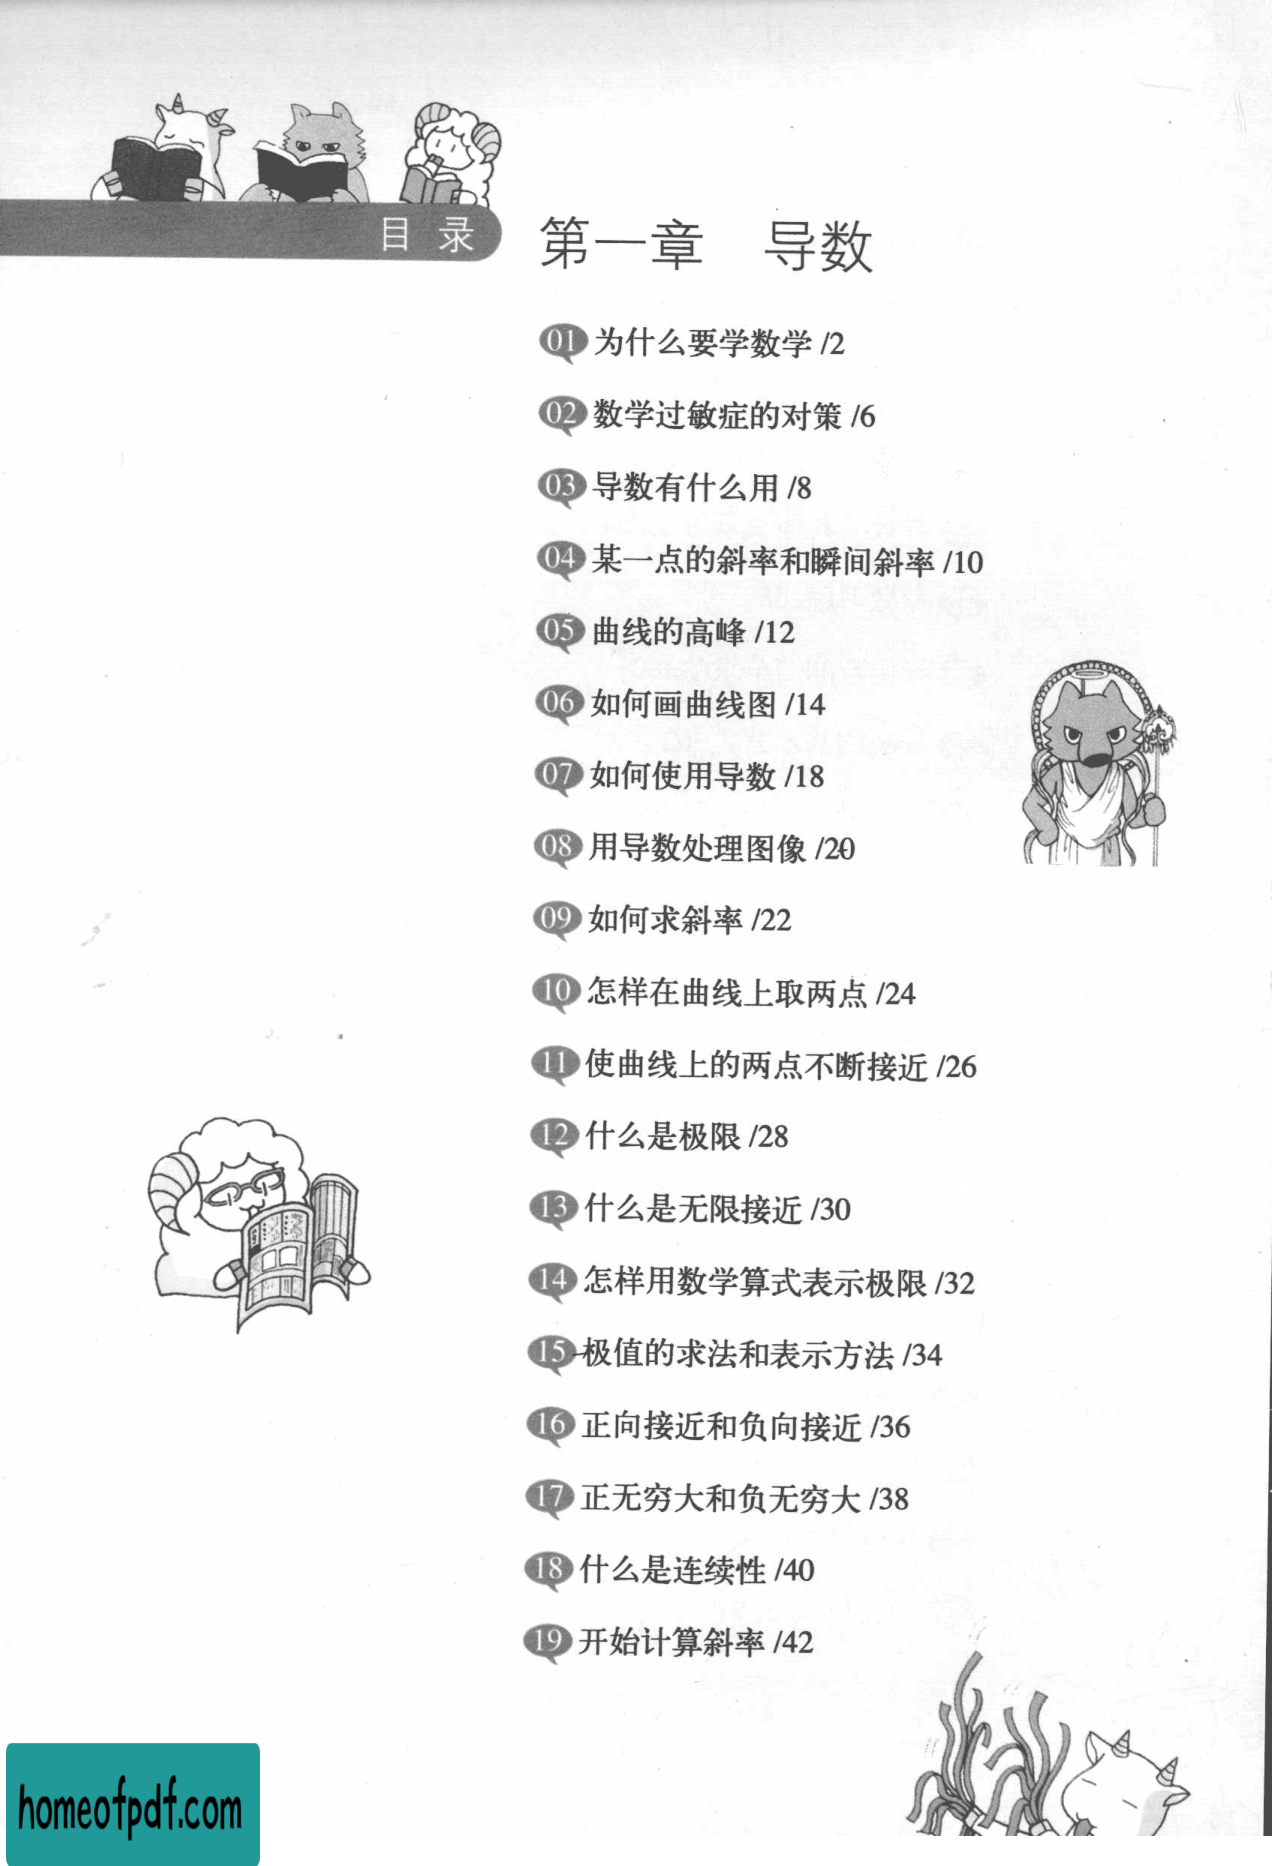 目 录
第一章 导数
01 为什么要学数学 /2
02 数学过敏症的对策 /6
03 导数有什么用 /8
04 某一点的斜率和瞬间斜率 /10
05 曲线的高峰 /12
06 如何画曲线图 /14
07 如何使用导数 /18
08 用导数处理图像 /20
09 如何求斜率 /22
10 怎样在曲线上取两点 /24
11 使曲线上的两点不断接近 /26
12 什么是极限 /28
13 什么是无限接近 /30
14 怎样用数学算式表示极限 /32
15 极值的求法和表示方法 /34
16 正向接近和负向接近 /36
17 正无穷大和负无穷大 /38
18 什么是连续性 /40
19 开始计算斜率 /42
homeofpdf.com